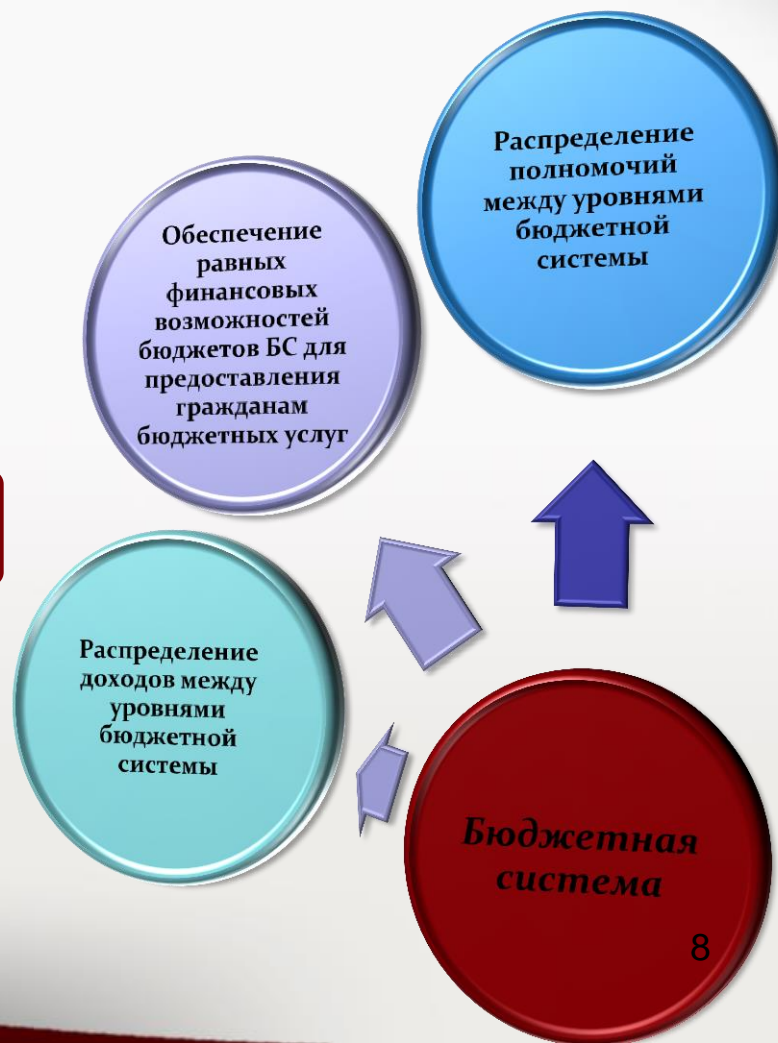 Распределение
полномочий
между уровнями
бюджетной
системы
Обеспечение
равных
финансовых
возможностей
бюджетов БС для
предоставления
гражданам
бюджетных услуг
Распределение
доходов между
уровнями
бюджетной
системы
Бюджетная
система
8